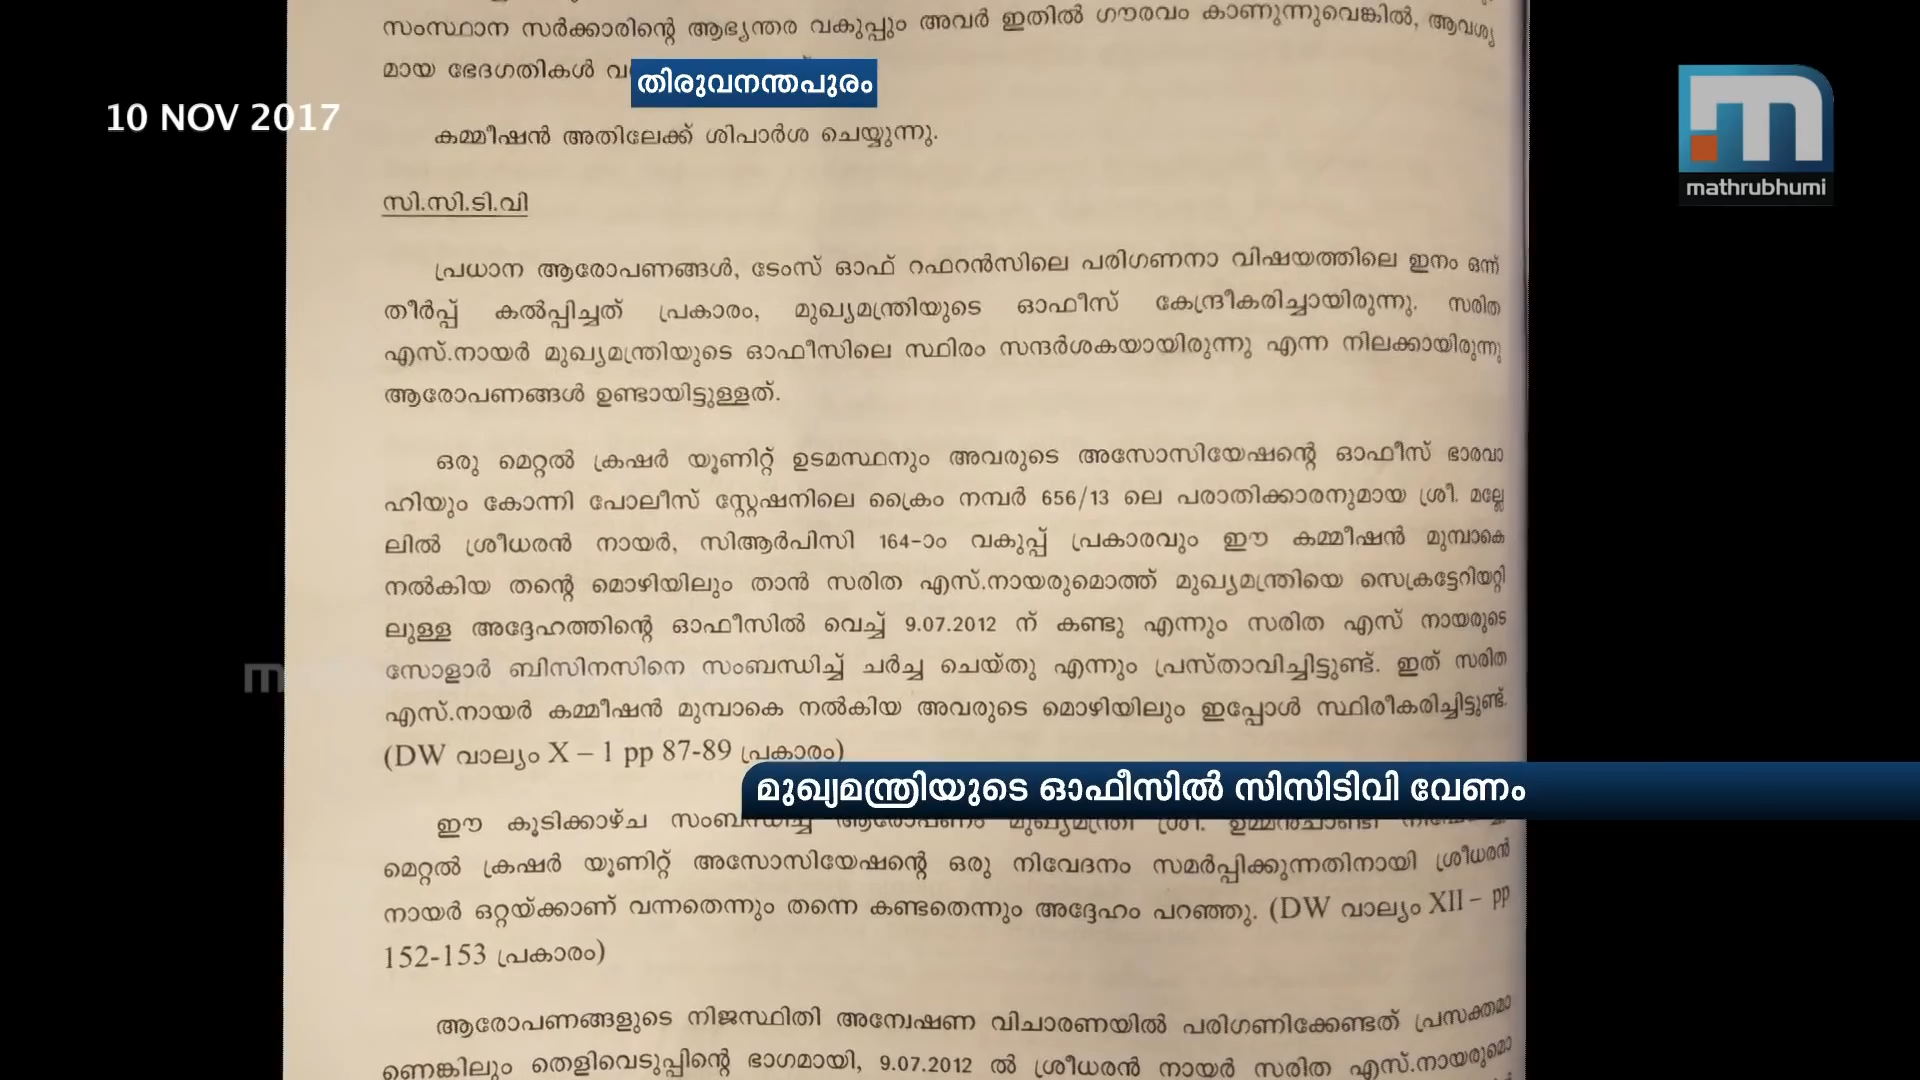 സംസ്ഥാന സർക്കാരിന്റെ ആഭ്യന്തര വകുപ്പും അവർ ഇതിൽ ഗൗരവം കാണുന്നുവെങ്കിൽ, ആവശ്യ
മായ ഭേദഗതികൾ
തിരുവനന്തപുരം
10 NOV 2017
mathrubhumi
കമ്മീഷൻ അതിലേക്ക് ശിപാർശ ചെയ്യുന്നു.
സി.സി.ടി.വി
പ്രധാന ആരോപണങ്ങൾ, ടേംസ് ഓഫ് റഫറൻസിലെ പരിഗണനാ വിഷയത്തിലെ ഇനം ഒന്ന്
തീർപ്പ് കൽപ്പിച്ചത് പ്രകാരം, മുഖ്യമന്ത്രിയുടെ ഓഫീസ് കേന്ദ്രീകരിച്ചായിരുന്നു. സരിത
എസ്.നായർ മുഖ്യമന്ത്രിയുടെ ഓഫീസിലെ സ്ഥിരം സന്ദർശകയായിരുന്നു എന്ന നിലക്കായിരുന്നു
ആരോപണങ്ങൾ ഉണ്ടായിട്ടുള്ളത്.
ഒരു മെറ്റൽ ക്രഷർ യൂണിറ്റ് ഉടമസ്ഥനും അവരുടെ അസോസിയേഷന്റെ ഓഫീസ് ഭാരവാ
ഹിയും കോന്നി പോലീസ് സ്റ്റേഷനിലെ ക്രൈം നമ്പർ 656/13 ലെ പരാതിക്കാരനുമായ ശ്രീ. മല്ലേ
ലിൽ ശ്രീധരൻ നായർ, സിആർപിസി 164-ാം വകുപ്പ് പ്രകാരവും ഈ കമ്മീഷൻ മുമ്പാകെ
നൽകിയ തന്റെ മൊഴിയിലും താൻ സരിത എസ്.നായരുമൊത്ത് മുഖ്യമന്ത്രിയെ സെക്രട്ടേറിയറ്റി
ലുള്ള അദ്ദേഹത്തിന്റെ ഓഫീസിൽ വെച്ച് 9.07.2012 ന് കണ്ടു എന്നും സരിത എസ് നായരുടെ
സോളാർ ബിസിനസിനെ സംബന്ധിച്ച് ചർച്ച ചെയ്തു എന്നും പ്രസ്താവിച്ചിട്ടുണ്ട്. ഇത് സരിത
എസ്.നായർ കമ്മീഷൻ മുമ്പാകെ നൽകിയ അവരുടെ മൊഴിയിലും ഇപ്പോൾ സ്ഥിരീകരിച്ചിട്ടുണ്ട്.
(DW വാല്യം X – 1 pp 87-89 പ്രകാരം)
മുഖ്യമന്ത്രിയുടെ ഓഫീസിൽ സിസിടിവി വേണം
ഈ കൂടിക്കാഴ്ച സംബന്ധിച്ച ആരോപണം മുഖ്യമന്ത്രി ശ്രീ. ഉമ്മൻചാണ്ടി
മെറ്റൽ ക്രഷർ യൂണിറ്റ് അസോസിയേഷന്റെ ഒരു നിവേദനം സമർപ്പിക്കുന്നതിനായി ശ്രീധരൻ
നായർ ഒറ്റയ്ക്കാണ് വന്നതെന്നും തന്നെ കണ്ടതെന്നും അദ്ദേഹം പറഞ്ഞു. (DW വാല്യം XII – pp
152-153 പ്രകാരം)
ആരോപണങ്ങളുടെ നിജസ്ഥിതി അന്വേഷണ വിചാരണയിൽ പരിഗണിക്കേണ്ടത് പ്രസക്തമാ
ണെങ്കിലും തെളിവെടുപ്പിന്റെ ഭാഗമായി, 9.07.2012 ൽ ശ്രീധരൻ നായർ സരിത എസ്.നായരുമൊ